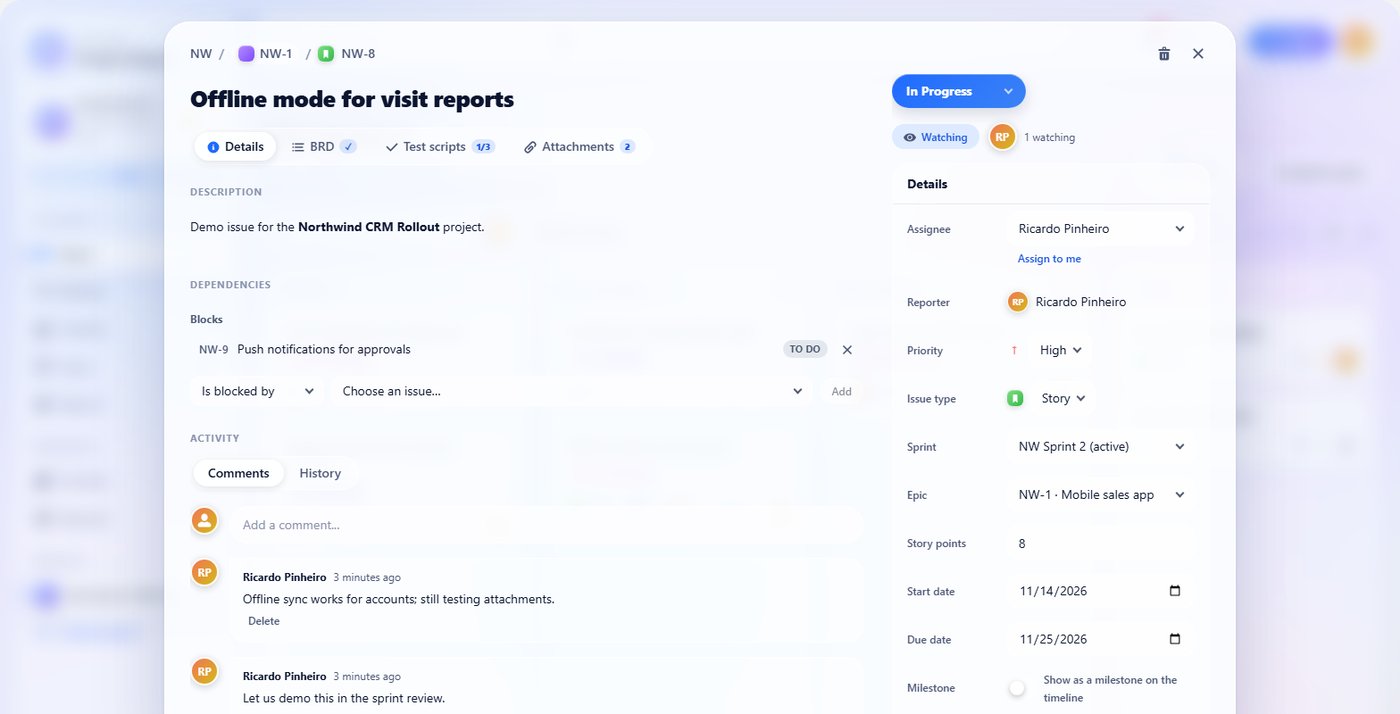 NW / NW-1 / NW-8
Offline mode for visit reports
Details BRD ✓ Test scripts 1/3 Attachments 2
DESCRIPTION
Demo issue for the Northwind CRM Rollout project.
DEPENDENCIES
Blocks
NW-9 Push notifications for approvals TO DO
Is blocked by Choose an issue... Add
ACTIVITY
Comments History
Add a comment...
RP Ricardo Pinheiro 3 minutes ago
Offline sync works for accounts; still testing attachments.
Delete
RP Ricardo Pinheiro 3 minutes ago
Let us demo this in the sprint review.
In Progress
Watching RP 1 watching
Details
Assignee Ricardo Pinheiro
Assign to me
Reporter RP Ricardo Pinheiro
Priority ↑ High
Issue type Story
Sprint NW Sprint 2 (active)
Epic NW-1 · Mobile sales app
Story points 8
Start date 11/14/2026
Due date 11/25/2026
Milestone Show as a milestone on the
timeline